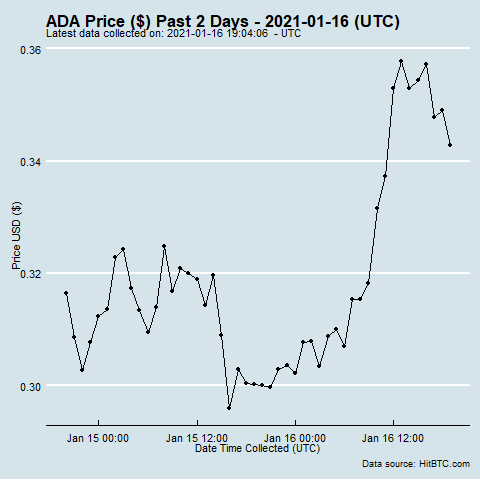 ADA Price ($) Past 2 Days - 2021-01-16 (UTC)
Latest data collected on: 2021-01-16 19:04:06 - UTC
0.36
0.34
0.32
0.30
Price USD ($)
Jan 15 00:00 Jan 15 12:00 Jan 16 00:00 Jan 16 12:00
Date Time Collected (UTC)
Data source: HitBTC.com